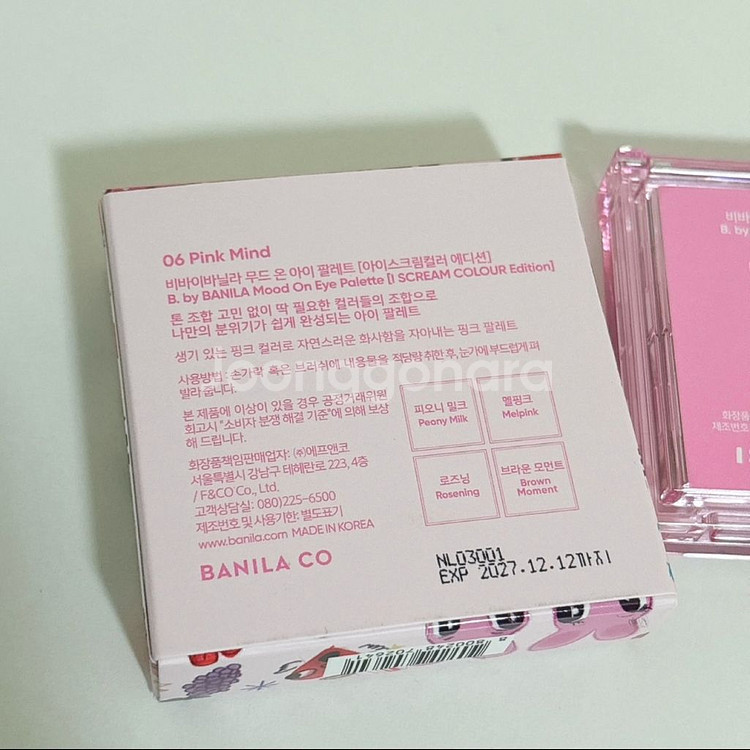 06 Pink Mind
비바이바닐라 무드 온 아이 팔레트 [아이스크림컬러 에디션]
B. by BANILA Mood On Eye Palette [I SCREAM COLOUR Edition]
톤 조합 고민 없이 딱 필요한 컬러들의 조합으로
나만의 분위기가 쉽게 완성되는 아이 팔레트
생기 있는 핑크 컬러로 자연스러운 화사함을 자아내는 핑크 팔레트
사용방법: 손가락 혹은 브러쉬에 내용물을 적당량 취한 후, 눈가에 부드럽게 펴
발라 줍니다.
본 제품에 이상이 있을 경우 공정거래위원
회고시 "소비자 분쟁 해결 기준"에 의해 보상
해 드립니다.
화장품책임판매업자: ㈜에프앤코
서울특별시 강남구 테헤란로 223, 4층
/ F&CO Co., Ltd.
고객상담실: 080)225-6500
제조번호 및 사용기한: 별도표기
www.banila.com MADE IN KOREA
BANILA CO
피오니 밀크
Peony Milk
멜핑크
Melpink
로즈닝
Rosening
브라운 모먼트
Brown
Moment
NL03001
EXP 2027.12.12까지
joonggonara
비바
B. by
화장품
제조번호